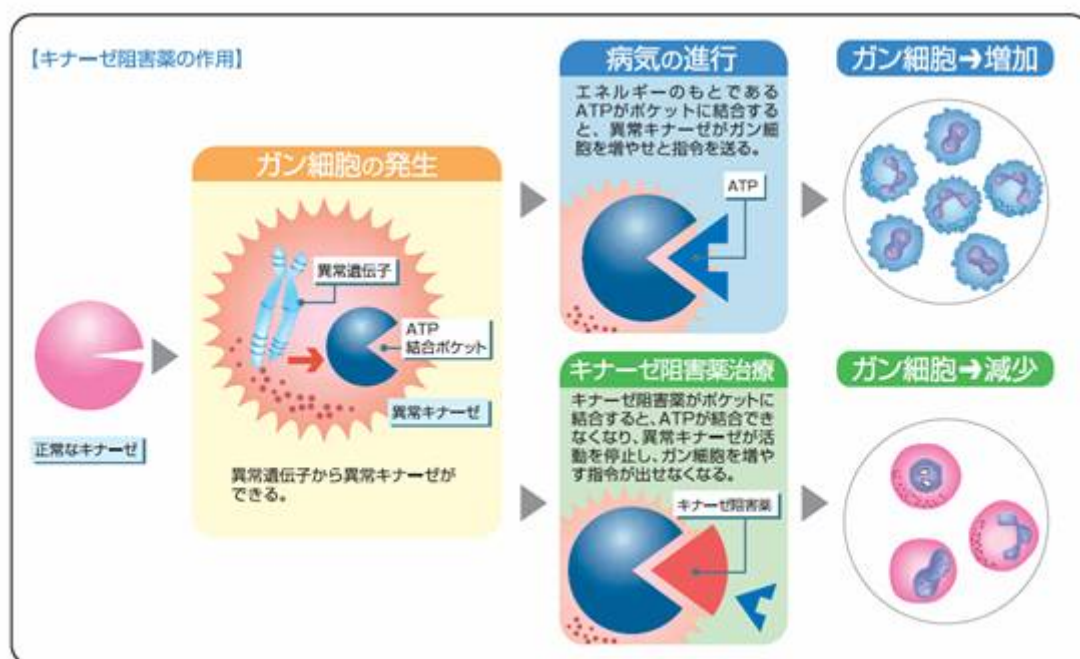 【キナーゼ阻害薬の作用】
正常なキナーゼ
ガン細胞の発生
異常遺伝子
ATP
結合ポケット
異常キナーゼ
異常遺伝子から異常キナーゼが
できる。
病気の進行
エネルギーのもとである
ATPがポケットに結合する
と、異常キナーゼがガン細
胞を増やせと指令を送る。
ATP
ガン細胞➔増加
キナーゼ阻害薬治療
キナーゼ阻害薬がポケットに
結合すると、ATPが結合でき
なくなり、異常キナーゼが活
動を停止し、ガン細胞を増や
す指令が出せなくなる。
キナーゼ阻害薬
ガン細胞➔減少